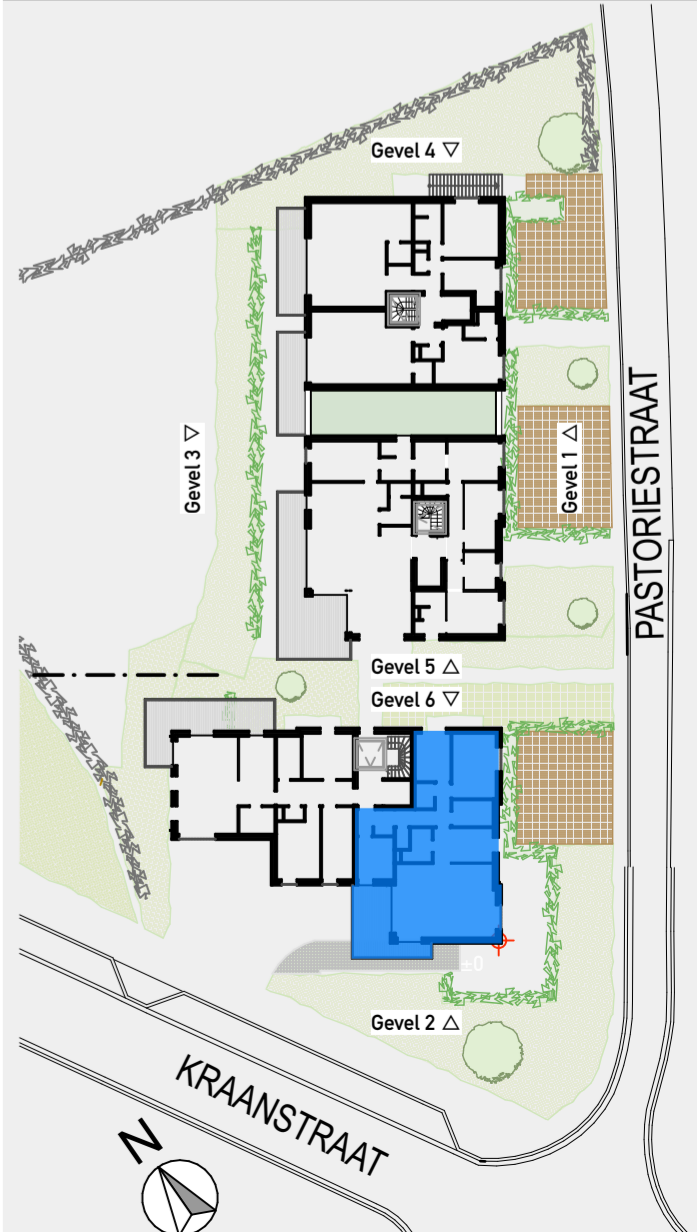 Gevel 4 ▽
PASTORIESTRAAT
Gevel 3 ▽
Gevel 1 △
Gevel 5 △
Gevel 6 ▽
±0
Gevel 2 △
KRAANSTRAAT
N